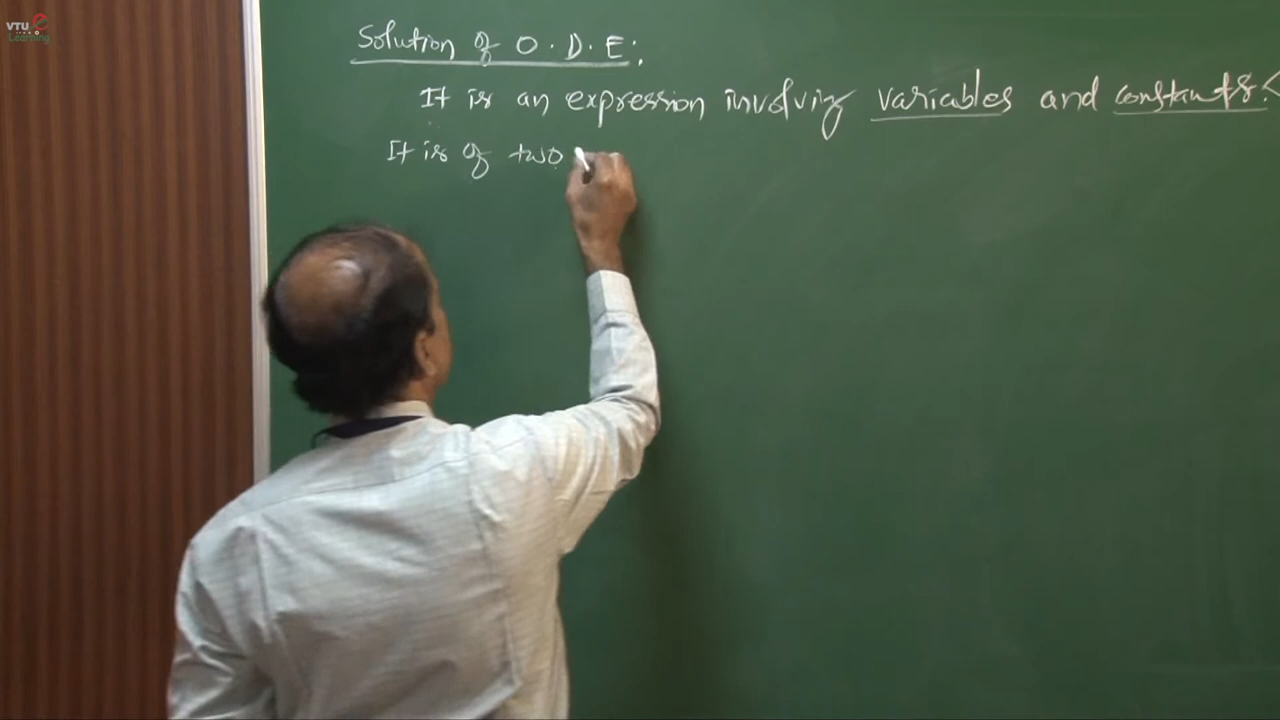 VTU e Learning
Solution of O.D.E:
It is an expression involving variables and constants.
It is of two